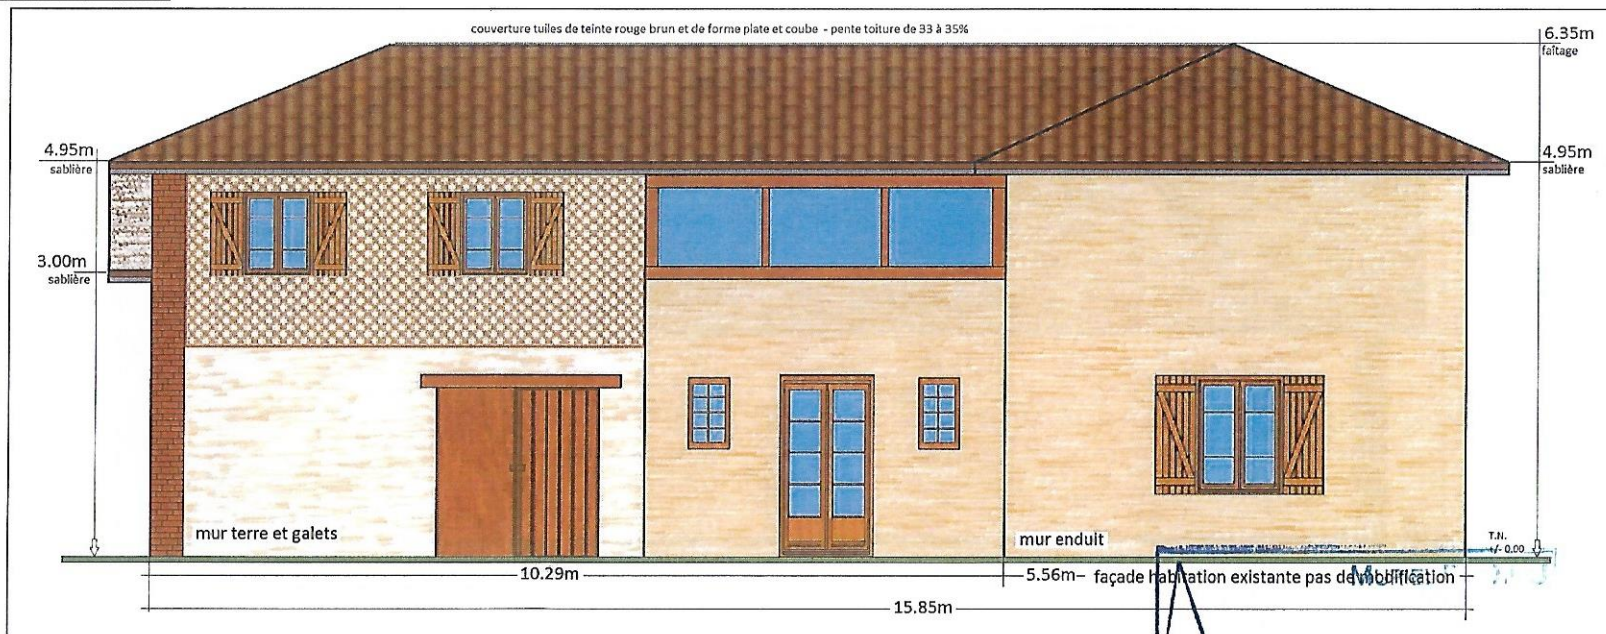 couverture tuiles de teinte rouge brun et de forme plate et coube - pente toiture de 33 à 35%
6.35m
faîtage
4.95m
sablière
4.95m
sablière
3.00m
sablière
mur terre et galets
mur enduit
T.N.
+/- 0.00
10.29m
5.56m
façade habitation existante pas de modification
15.85m